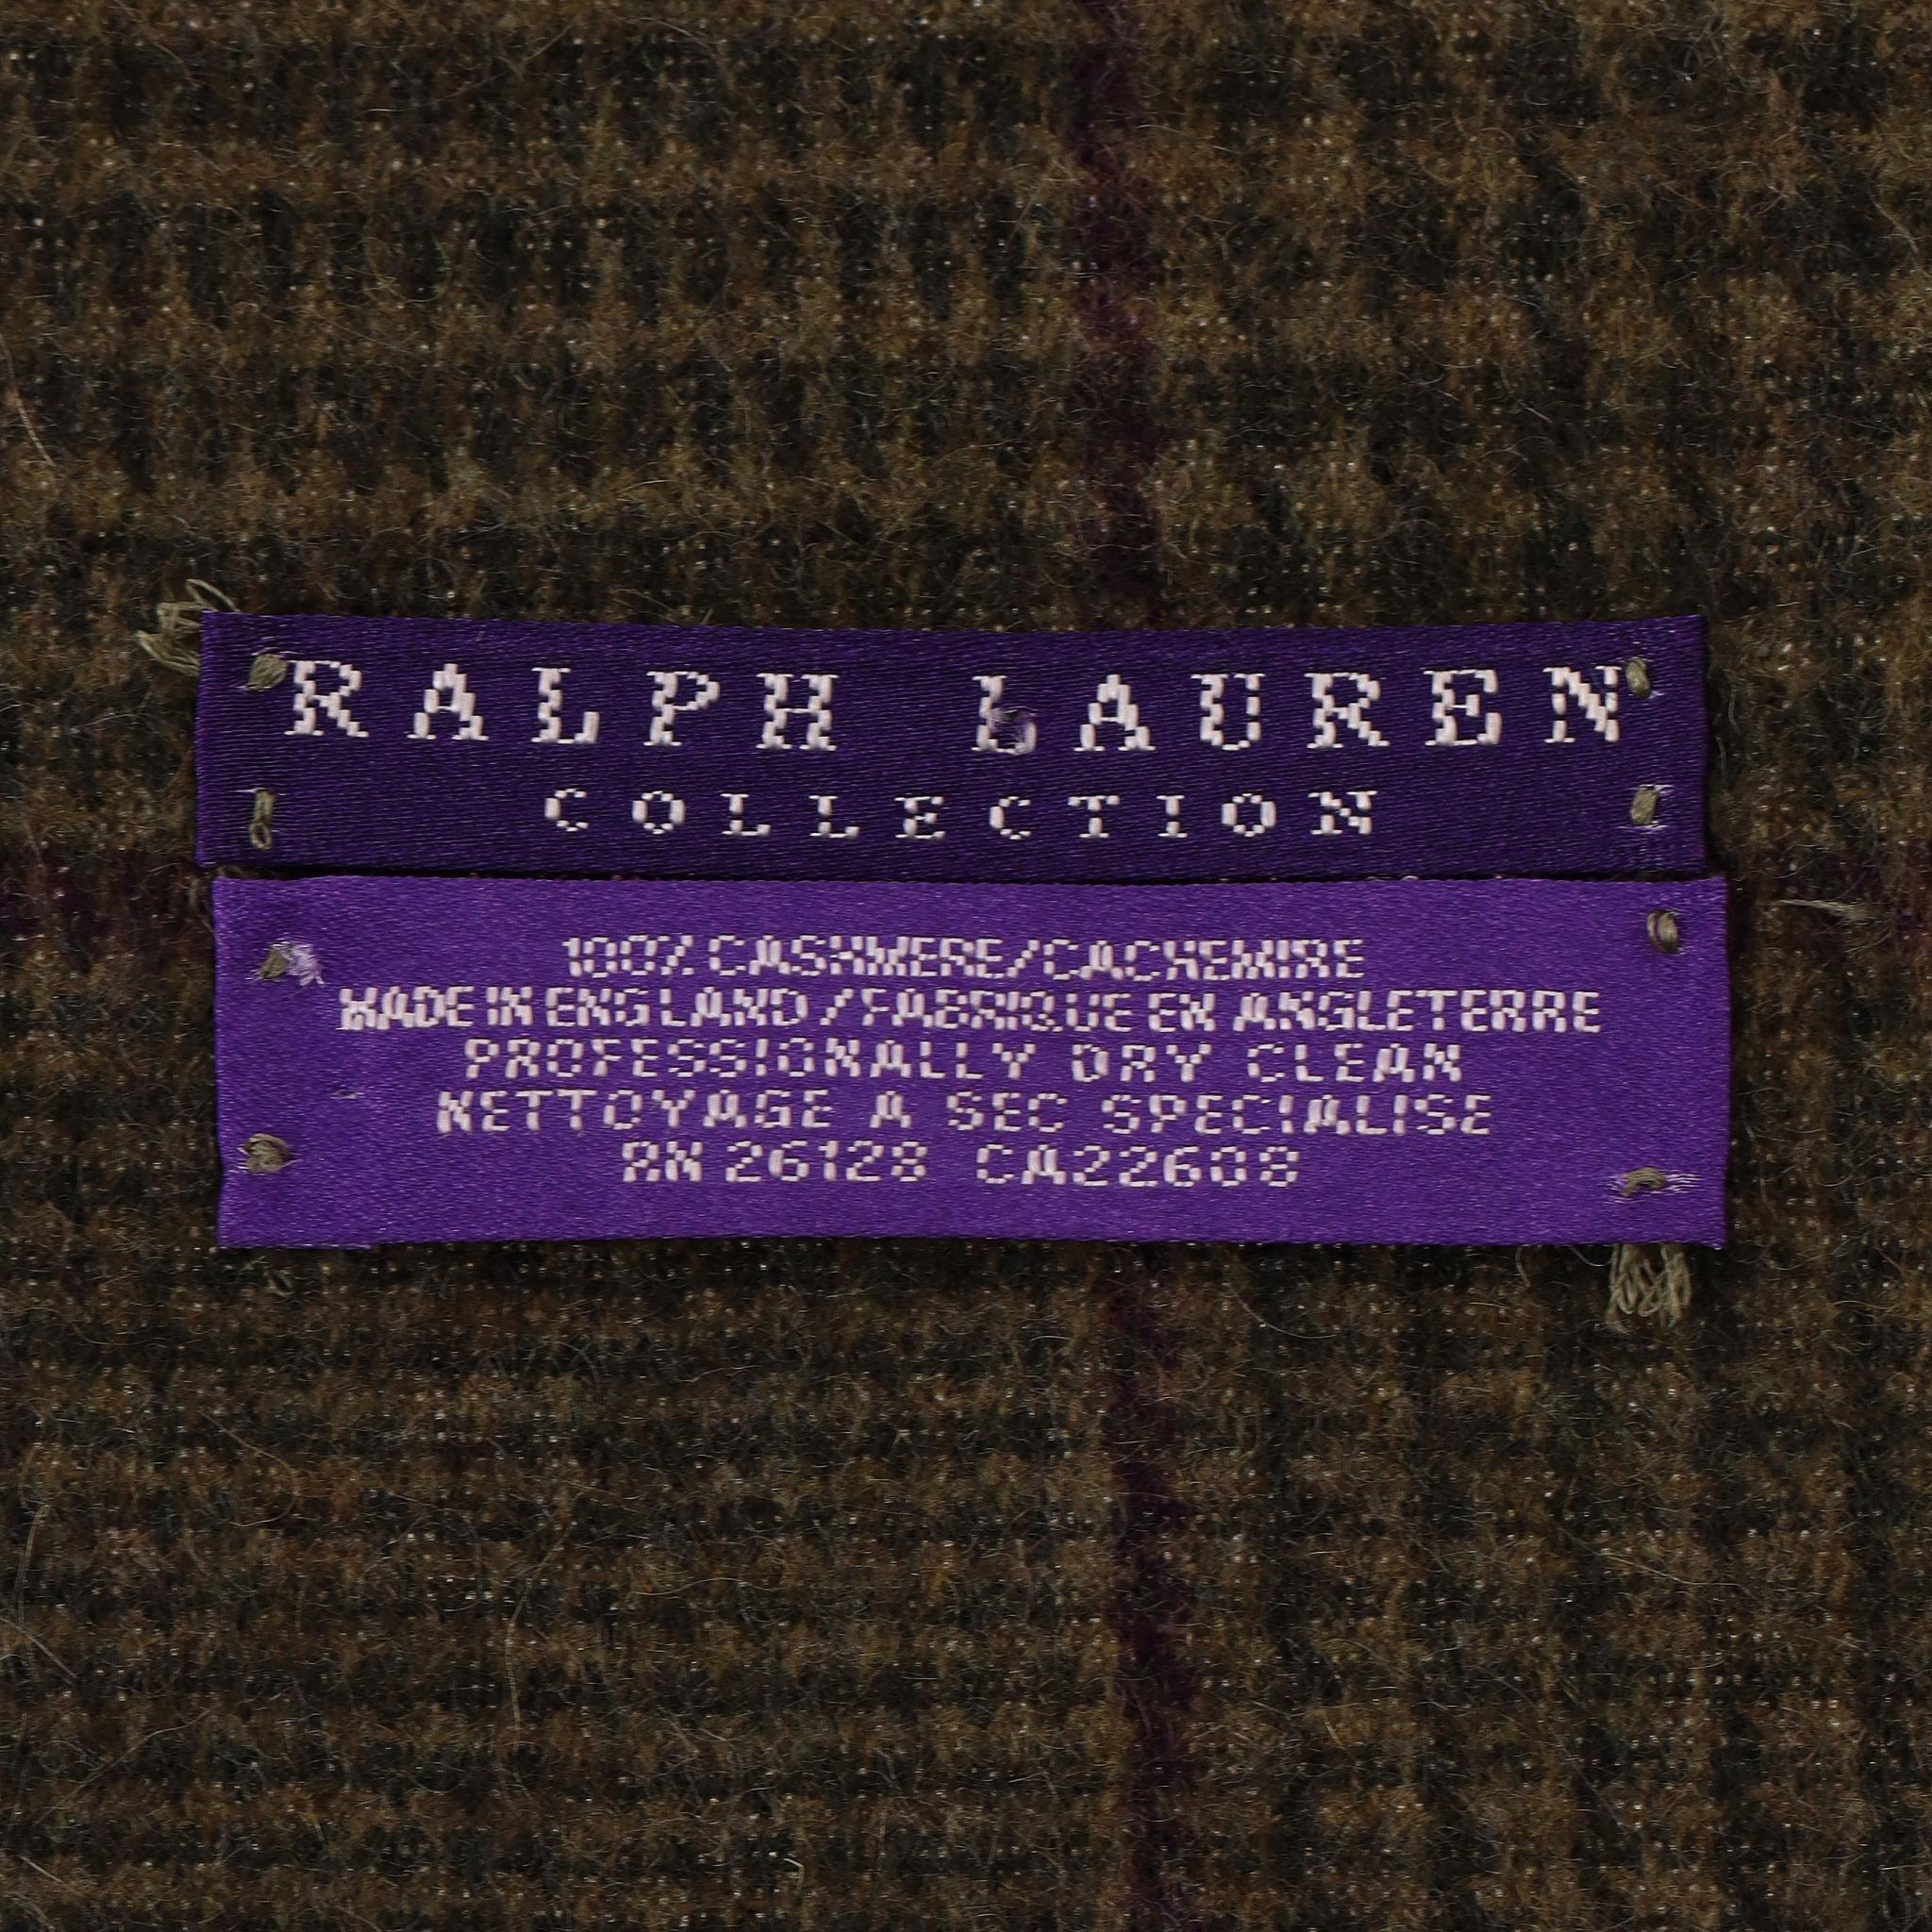 RALPH LAUREN
COLLECTION
100% CASHMERE/CACHEMIRE
MADE IN ENGLAND / FABRIQUE EN ANGLETERRE
PROFESSIONALLY DRY CLEAN
NETTOYAGE A SEC SPECIALISE
RN 26128 CA22608